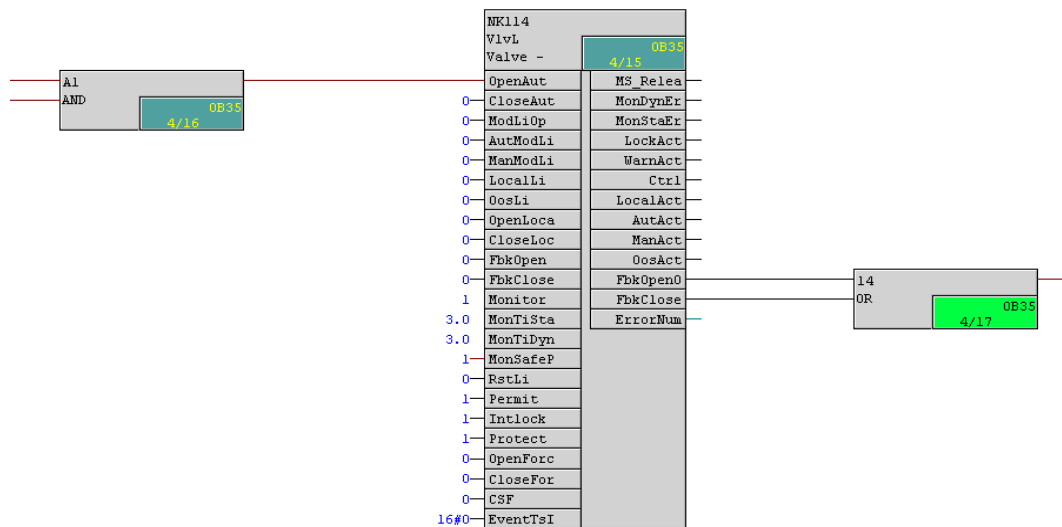 NK114
VlvL
Valve -
OB35
4/15
A1
AND
OB35
4/16
OpenAut
MS_Relea
0
CloseAut
MonDynEr
0
ModLiOp
MonStaEr
0
AutModLi
LockAct
0
ManModLi
WarnAct
0
LocalLi
Ctrl
0
OosLi
LocalAct
0
OpenLoca
AutAct
0
CloseLoc
ManAct
0
FbkOpen
OosAct
0
FbkClose
FbkOpenO
1
Monitor
FbkClose
3.0
MonTiSta
ErrorNum
3.0
MonTiDyn
1
MonSafeP
0
RstLi
1
Permit
1
Intlock
1
Protect
0
OpenForc
0
CloseFor
0
CSF
16#0
EventTsI
14
OR
OB35
4/17